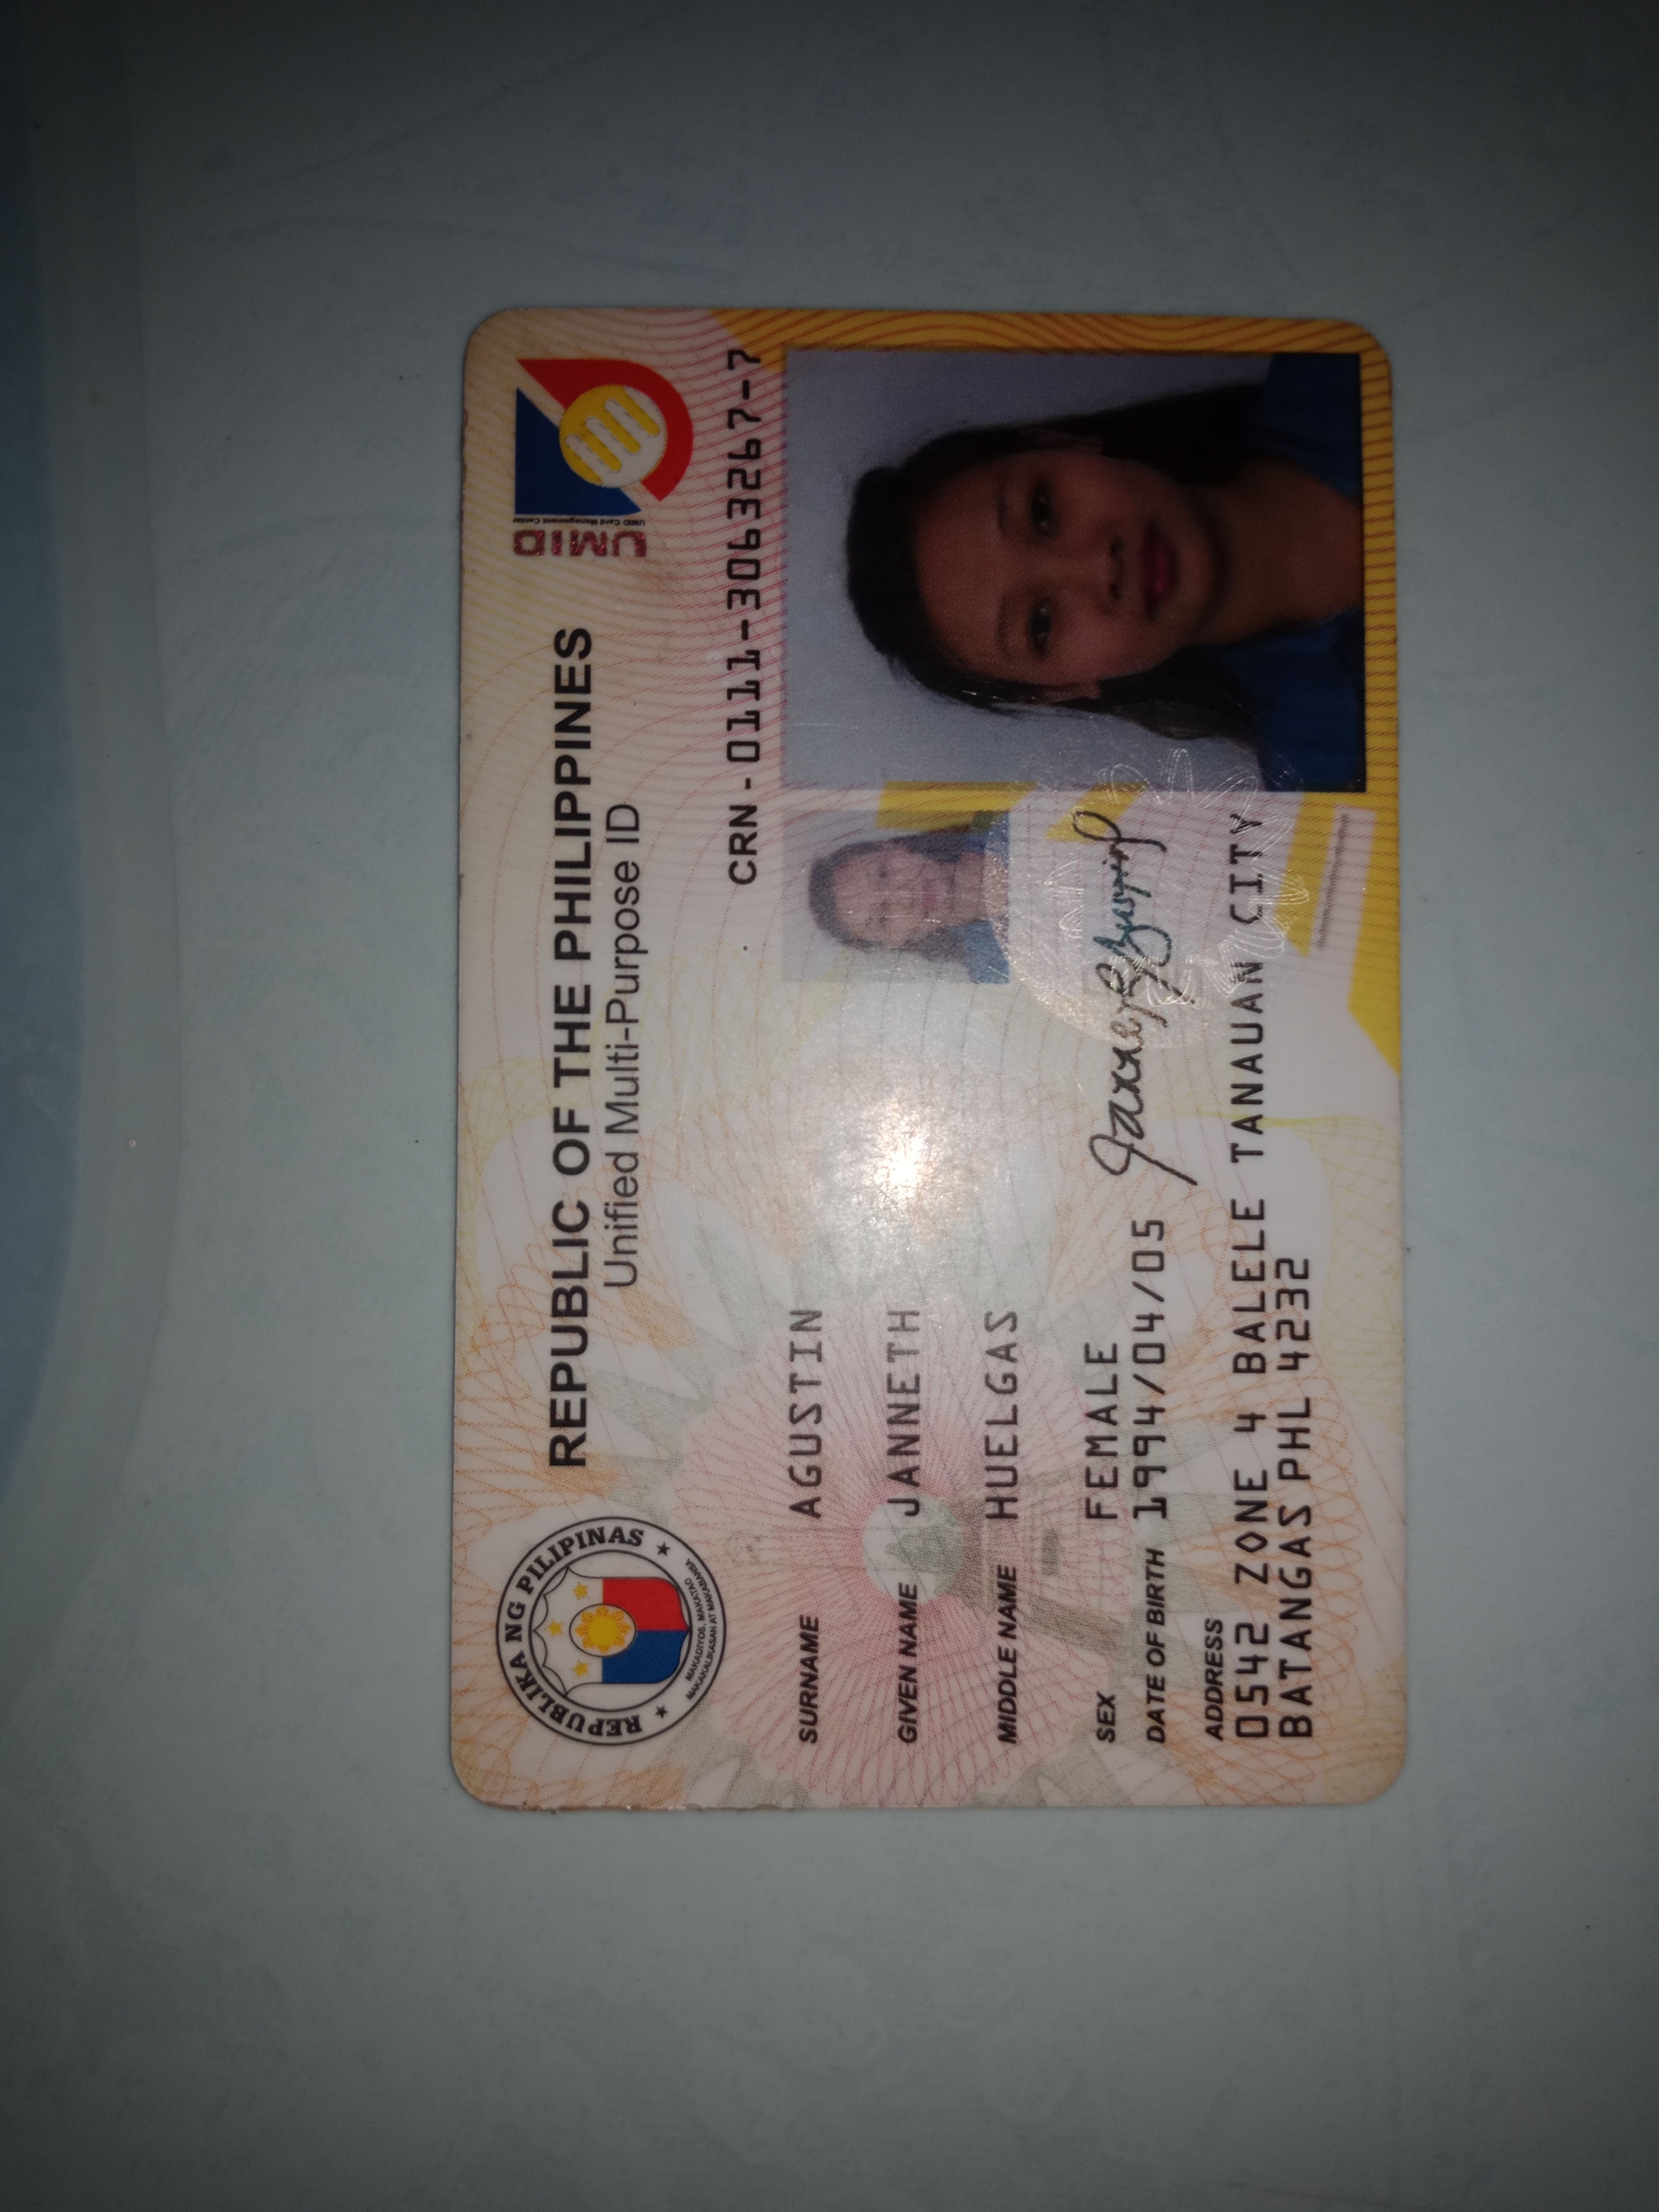 REPUBLIKA NG PILIPINAS
MAKADIYOS, MAKATAO
MAKAKALIKASAN AT MAKABANSA
REPUBLIC OF THE PHILIPPINES
Unified Multi-Purpose ID
UMID
UMID Card Management Center
CRN-0111-3063267-7
SURNAME AGUSTIN
GIVEN NAME JANNETH
MIDDLE NAME HUELGAS
SEX FEMALE
DATE OF BIRTH 1994/04/05
ADDRESS
0542 ZONE 4 BALELE TANAUAN CITY
BATANGAS PHL 4232